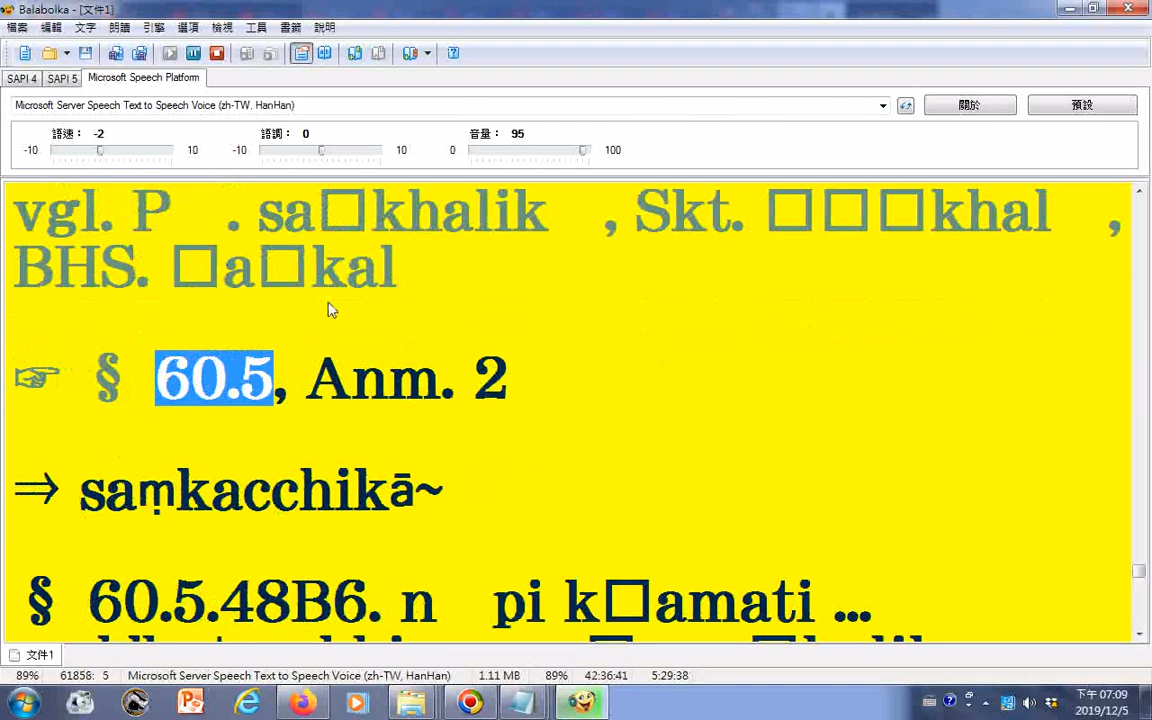 Balabolka - [文件1]
檔案 編輯 文字 朗讀 引擎 選項 檢視 工具 書籤 說明
SAPI 4 SAPI 5 Microsoft Speech Platform
Microsoft Server Speech Text to Speech Voice (zh-TW, HanHan) 關於 預設
語速： -2 語調： 0 音量： 95
-10 10 -10 10 0 100
vgl. P . sa□khalik , Skt. □□□khal ,
BHS. □a□kal
☞ § 60.5, Anm. 2
⇒ saṃkacchikā~
§ 60.5.48B6. n pi k□amati ...
文件1
89% 61858: 5 Microsoft Server Speech Text to Speech Voice (zh-TW, HanHan) 1.11 MB 89% 42:36:41 5:29:38
下午 07:09
2019/12/5